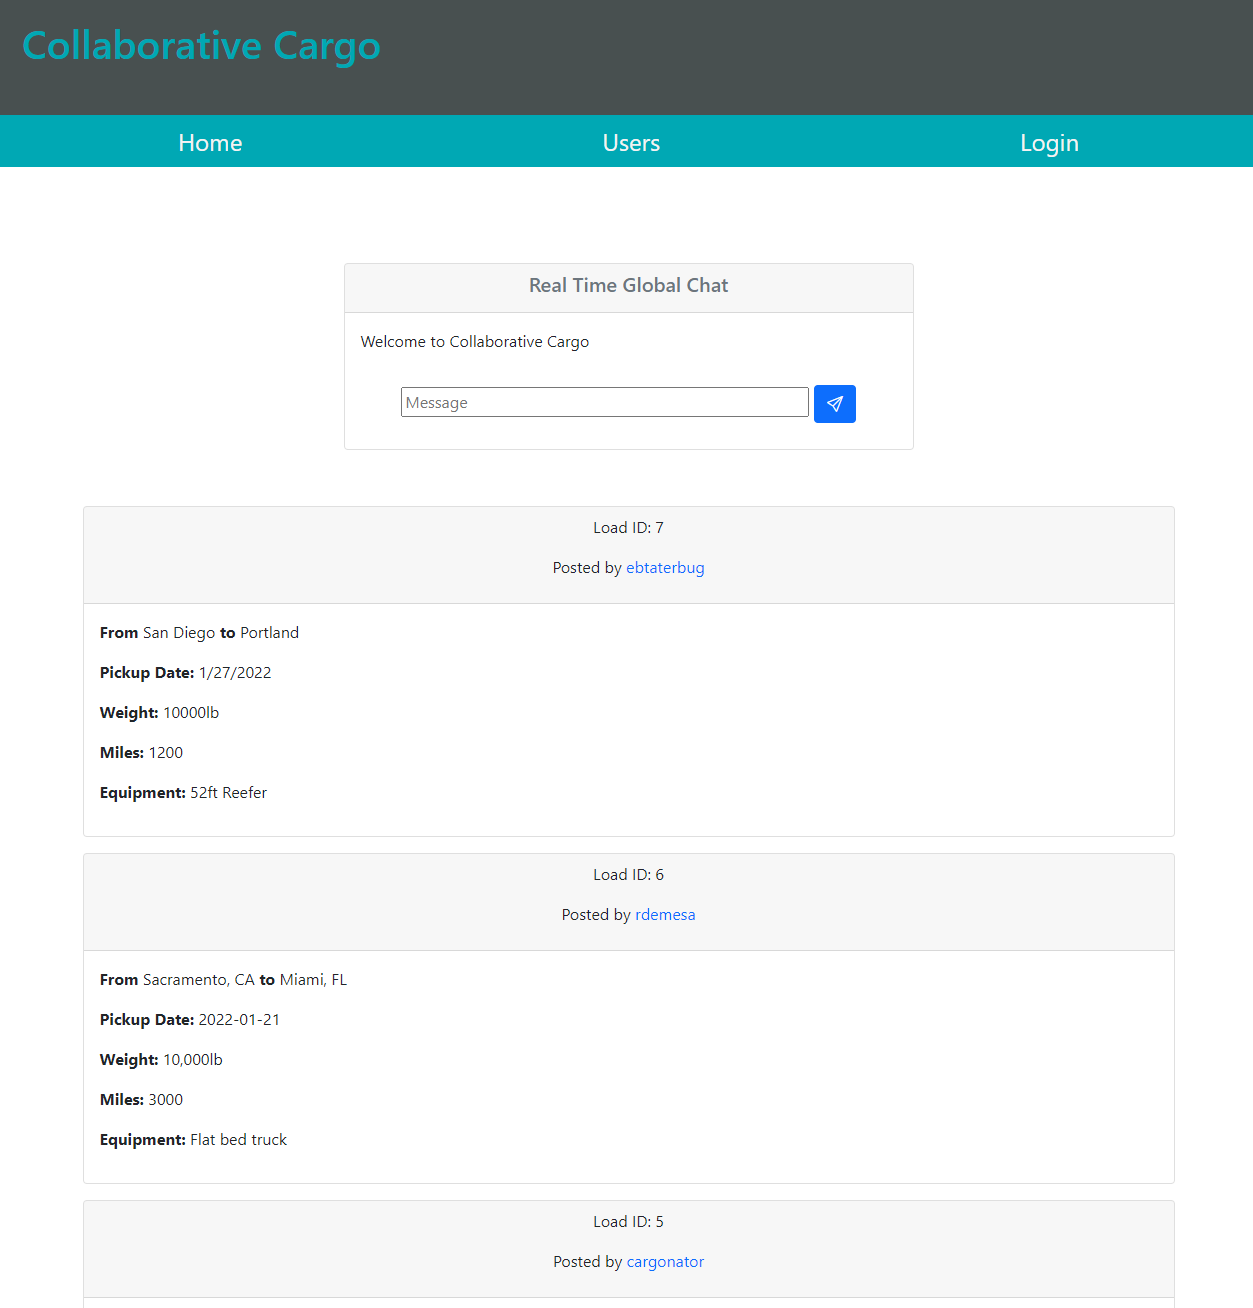 Collaborative Cargo
Home
Users
Login
Real Time Global Chat
Welcome to Collaborative Cargo
Message
Load ID: 7
Posted by ebtaterbug
From San Diego to Portland
Pickup Date: 1/27/2022
Weight: 10000lb
Miles: 1200
Equipment: 52ft Reefer
Load ID: 6
Posted by rdemesa
From Sacramento, CA to Miami, FL
Pickup Date: 2022-01-21
Weight: 10,000lb
Miles: 3000
Equipment: Flat bed truck
Load ID: 5
Posted by cargonator